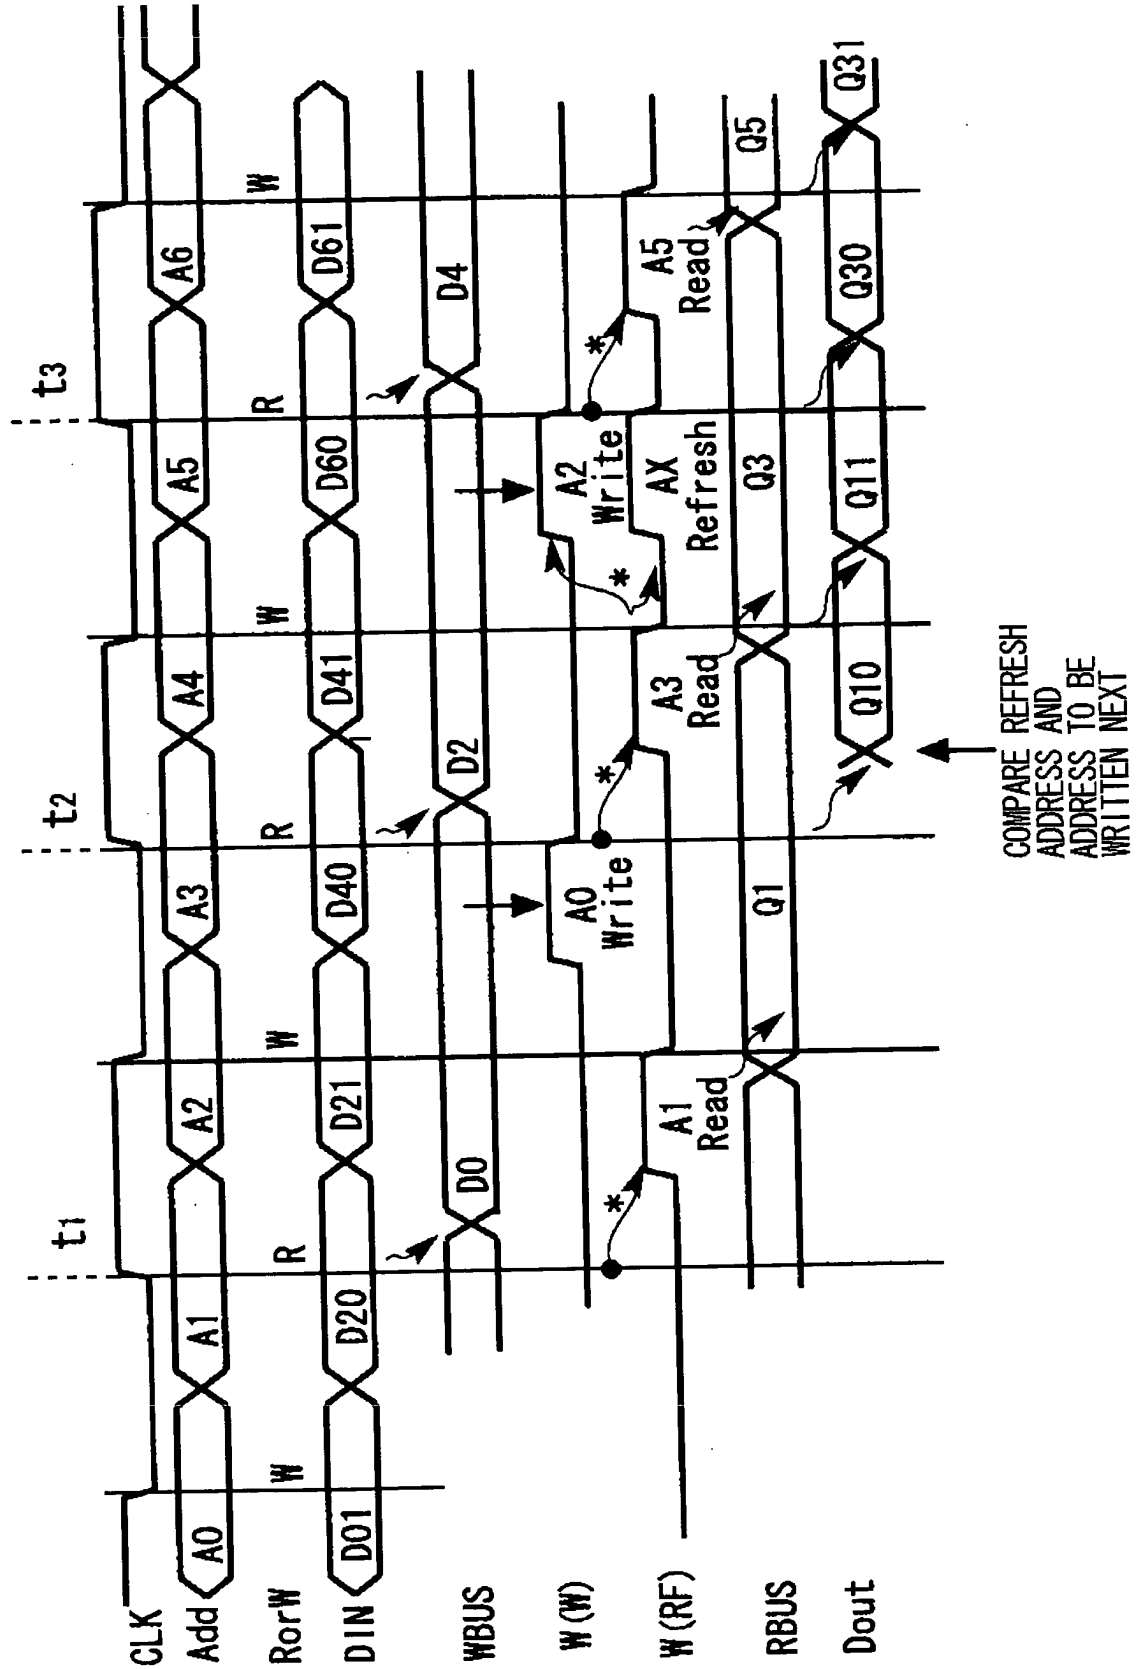 t1 t2 t3
CLK
Add A0 A1 A2 A3 A4 A5 A6
RorW W R W R W R W
DIN D01 D20 D21 D40 D41 D60 D61
WBUS D0 D2 D4
W(W) A0 A2
Write Write
* * * *
W(RF) A1 A3 AX A5
Read Read Refresh Read
RBUS Q1 Q3 Q5
Dout Q10 Q11 Q30 Q31
COMPARE REFRESH
ADDRESS AND
ADDRESS TO BE
WRITTEN NEXT